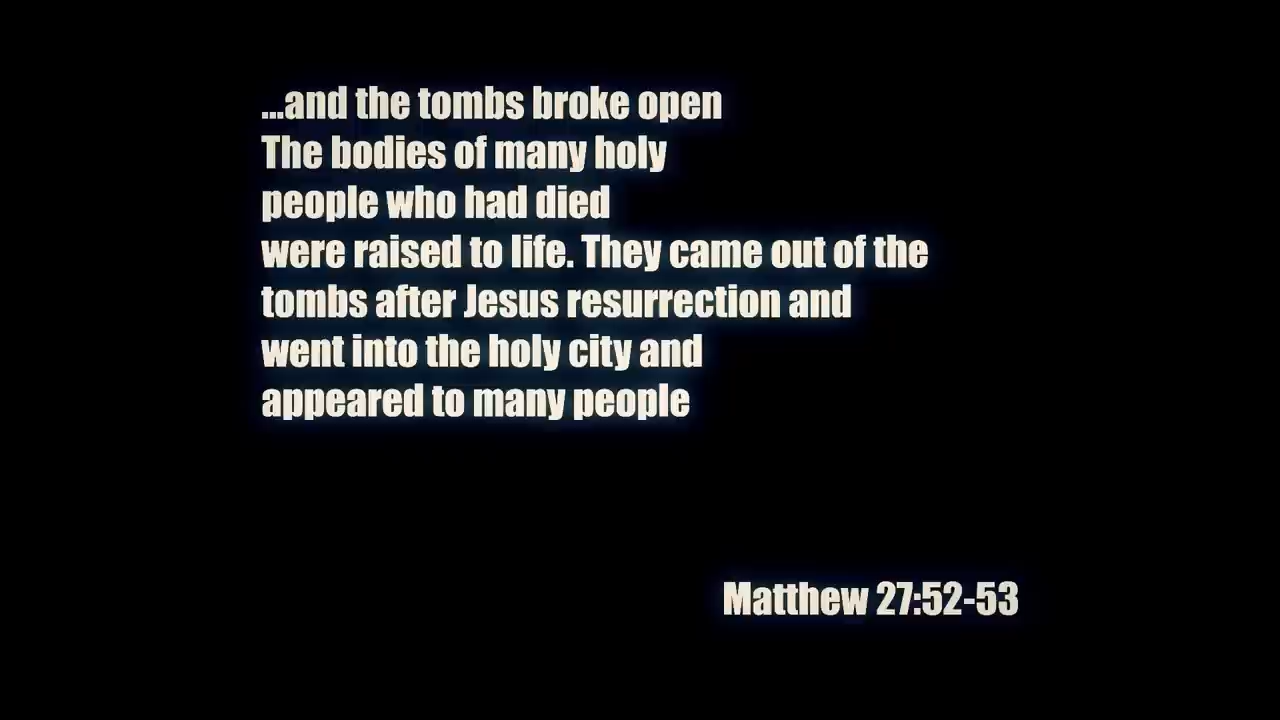 ...and the tombs broke open
The bodies of many holy
people who had died
were raised to life. They came out of the
tombs after Jesus resurrection and
went into the holy city and
appeared to many people
Matthew 27:52-53